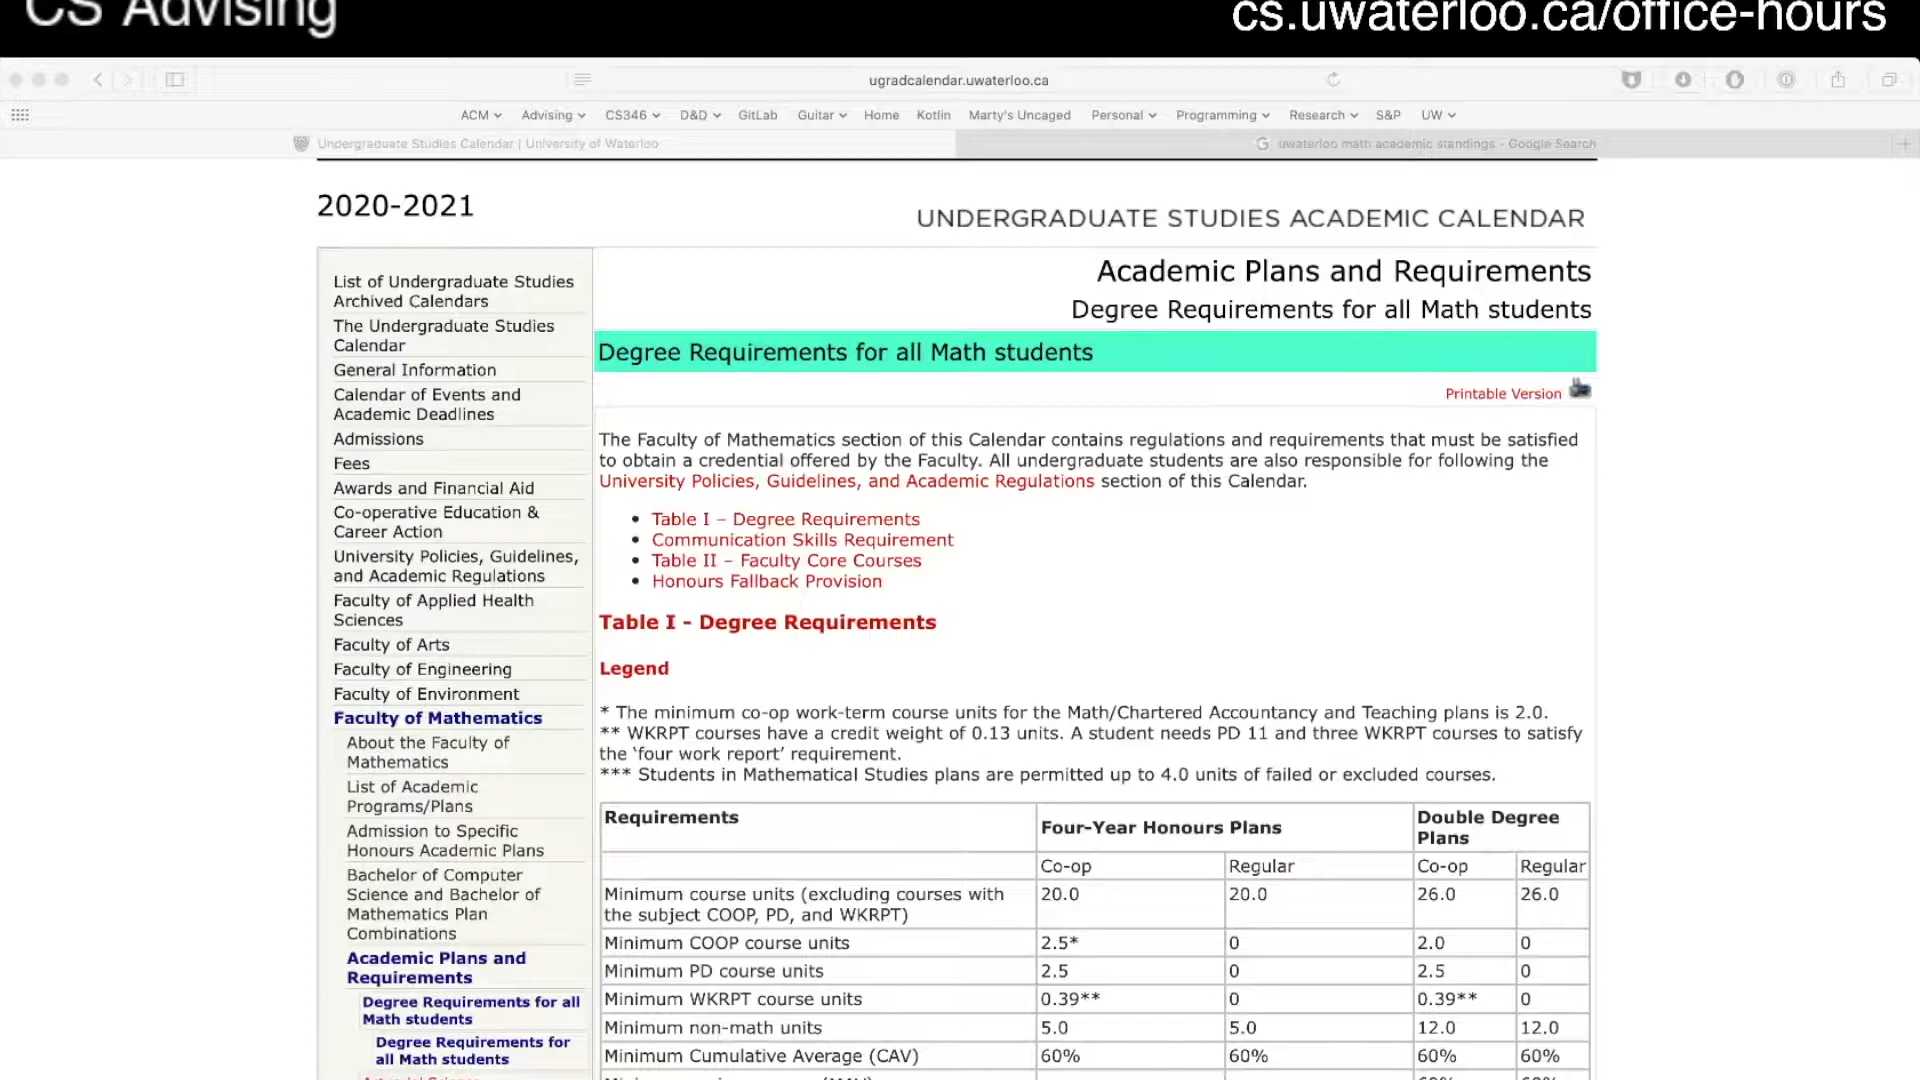 CS Advising
cs.uwaterloo.ca/office-hours
ugradcalendar.uwaterloo.ca
ACM Advising CS346 D&D GitLab Guitar Home Kotlin Marty's Uncaged Personal Programming Research S&P UW
Undergraduate Studies Calendar | University of Waterloo
uwaterloo math academic standings - Google Search
2020-2021
UNDERGRADUATE STUDIES ACADEMIC CALENDAR
List of Undergraduate Studies
Archived Calendars
The Undergraduate Studies
Calendar
General Information
Calendar of Events and
Academic Deadlines
Admissions
Fees
Awards and Financial Aid
Co-operative Education &
Career Action
University Policies, Guidelines,
and Academic Regulations
Faculty of Applied Health
Sciences
Faculty of Arts
Faculty of Engineering
Faculty of Environment
Faculty of Mathematics
About the Faculty of
Mathematics
List of Academic
Programs/Plans
Admission to Specific
Honours Academic Plans
Bachelor of Computer
Science and Bachelor of
Mathematics Plan
Combinations
Academic Plans and
Requirements
Degree Requirements for all
Math students
Degree Requirements for
all Math students
Academic Plans and Requirements
Degree Requirements for all Math students
Degree Requirements for all Math students
Printable Version
The Faculty of Mathematics section of this Calendar contains regulations and requirements that must be satisfied
to obtain a credential offered by the Faculty. All undergraduate students are also responsible for following the
University Policies, Guidelines, and Academic Regulations section of this Calendar.
• Table I – Degree Requirements
• Communication Skills Requirement
• Table II – Faculty Core Courses
• Honours Fallback Provision
Table I - Degree Requirements
Legend
* The minimum co-op work-term course units for the Math/Chartered Accountancy and Teaching plans is 2.0.
** WKRPT courses have a credit weight of 0.13 units. A student needs PD 11 and three WKRPT courses to satisfy
the ‘four work report’ requirement.
*** Students in Mathematical Studies plans are permitted up to 4.0 units of failed or excluded courses.
Requirements Four-Year Honours Plans Double Degree
Plans
Co-op Regular Co-op Regular
Minimum course units (excluding courses with 20.0 20.0 26.0 26.0
the subject COOP, PD, and WKRPT)
Minimum COOP course units 2.5* 0 2.0 0
Minimum PD course units 2.5 0 2.5 0
Minimum WKRPT course units 0.39** 0 0.39** 0
Minimum non-math units 5.0 5.0 12.0 12.0
Minimum Cumulative Average (CAV) 60% 60% 60% 60%